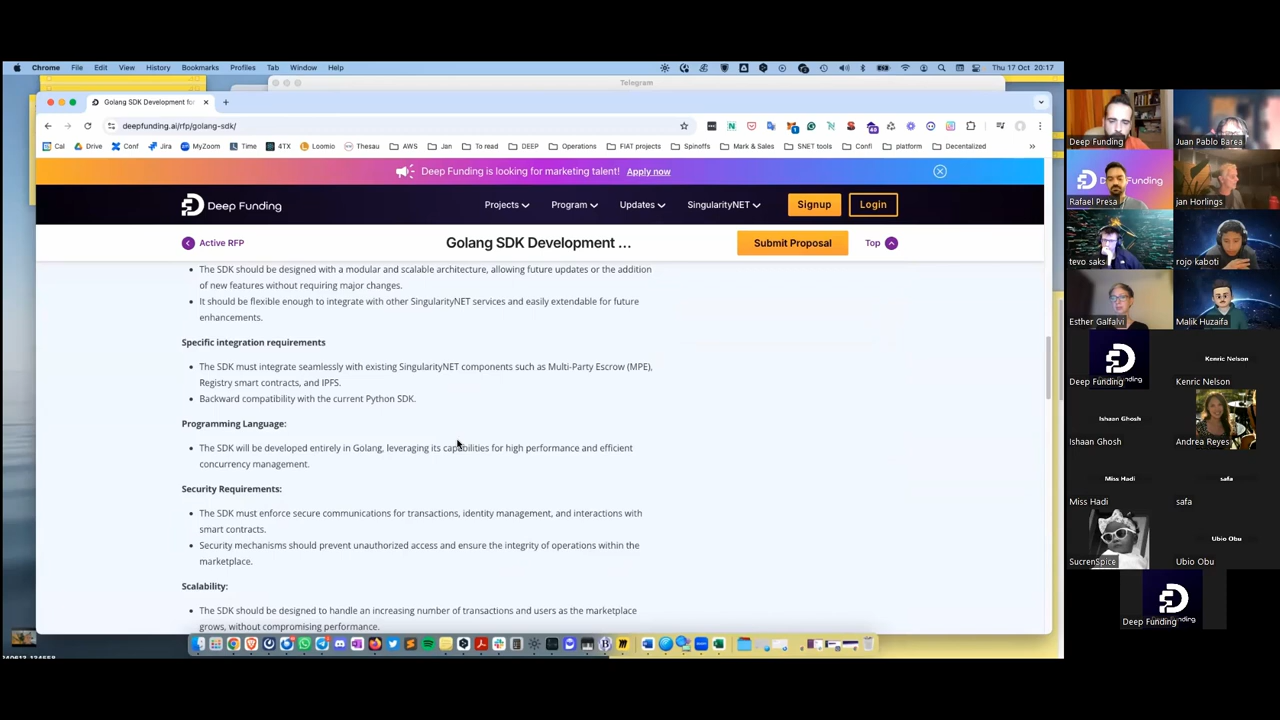 Chrome File Edit View History Bookmarks Profiles Tab Window Help
Thu 17 Oct 20:17
Telegram
Golang SDK Development for
deepfunding.ai/rfp/golang-sdk/
Cal Drive Conf Jira MyZoom Time 4TX Loomio Thesau AWS Jan To read DEEP Operations FIAT projects Spinoffs Mark & Sales SNET tools Confl platform Decentalized
Deep Funding is looking for marketing talent! Apply now
Deep Funding
Projects Program Updates SingularityNET Signup Login
Active RFP
Golang SDK Development ...
Submit Proposal
Top
• The SDK should be designed with a modular and scalable architecture, allowing future updates or the addition
of new features without requiring major changes.
• It should be flexible enough to integrate with other SingularityNET services and easily extendable for future
enhancements.
Specific integration requirements
• The SDK must integrate seamlessly with existing SingularityNET components such as Multi-Party Escrow (MPE),
Registry smart contracts, and IPFS.
• Backward compatibility with the current Python SDK.
Programming Language:
• The SDK will be developed entirely in Golang, leveraging its capabilities for high performance and efficient
concurrency management.
Security Requirements:
• The SDK must enforce secure communications for transactions, identity management, and interactions with
smart contracts.
• Security mechanisms should prevent unauthorized access and ensure the integrity of operations within the
marketplace.
Scalability:
• The SDK should be designed to handle an increasing number of transactions and users as the marketplace
grows, without compromising performance.
Deep Funding
Juan Pablo Barea
Rafael Presa
jan Horlings
tevo saks
rojo kaboti
Esther Galfalvi
Malik Huzaifa
Deep Funding
Kenric Nelson
Kenric Nelson
Ishaan Ghosh
Ishaan Ghosh
Andrea Reyes
Miss Hadi
safa
Miss Hadi
safa
SucrenSpice
Ubio Obu
Ubio Obu
Deep Funding